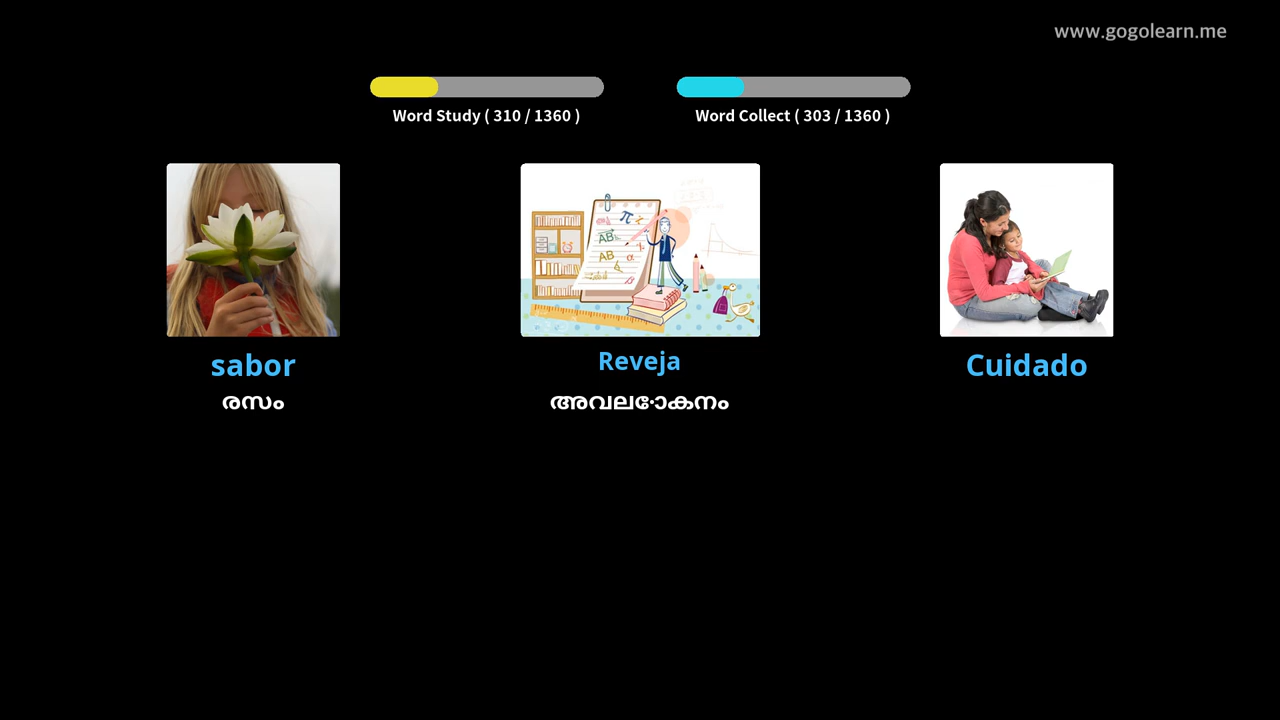 www.gogolearn.me
Word Study ( 310 / 1360 )
Word Collect ( 303 / 1360 )
sabor
Reveja
Cuidado
രസം
അവലോകനം